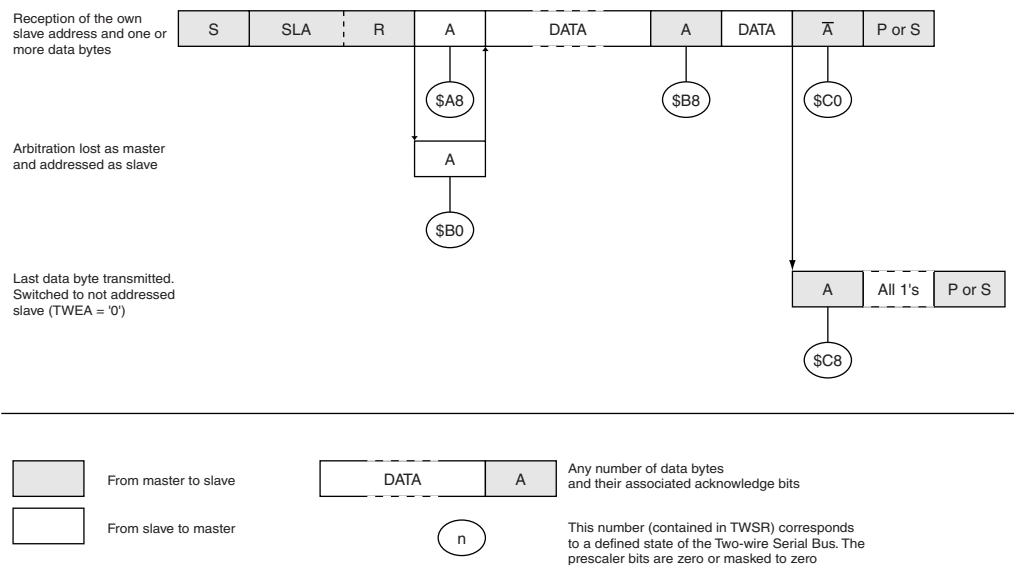 Reception of the own
slave address and one or
more data bytes
S SLA R A DATA A DATA A̅ P or S
$A8 $B8 $C0
Arbitration lost as master
and addressed as slave
A
$B0
Last data byte transmitted.
Switched to not addressed
slave (TWEA = '0')
A All 1's P or S
$C8
From master to slave
DATA A
Any number of data bytes
and their associated acknowledge bits
From slave to master
n
This number (contained in TWSR) corresponds
to a defined state of the Two-wire Serial Bus. The
prescaler bits are zero or masked to zero